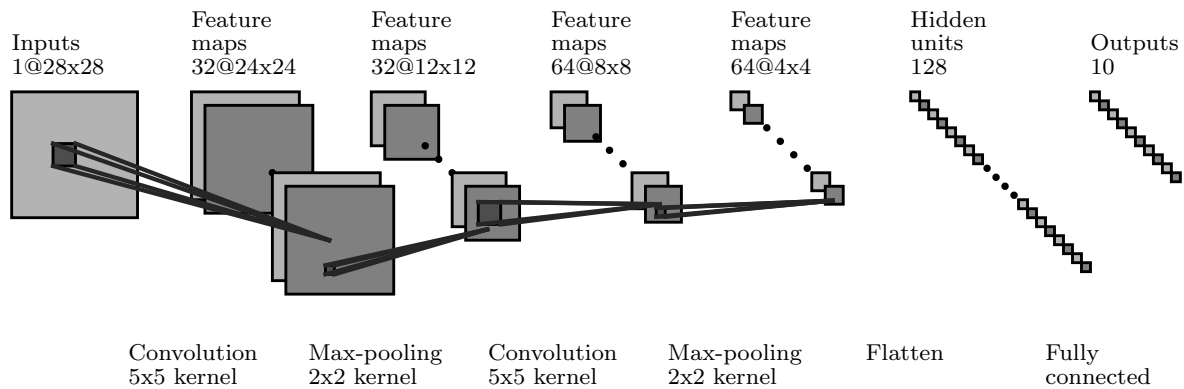 Inputs
1@28x28
Feature
maps
32@24x24
Feature
maps
32@12x12
Feature
maps
64@8x8
Feature
maps
64@4x4
Hidden
units
128
Outputs
10
Convolution
5x5 kernel
Max-pooling
2x2 kernel
Convolution
5x5 kernel
Max-pooling
2x2 kernel
Flatten
Fully
connected